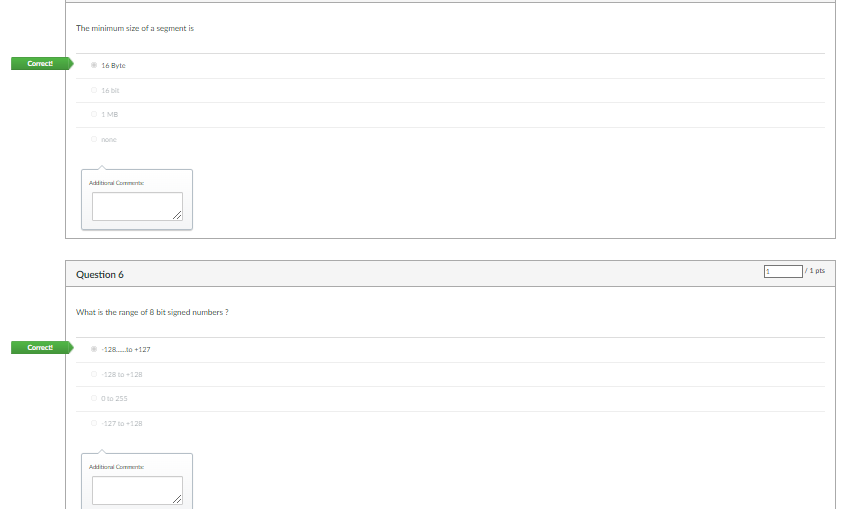 The minimum size of a segment is
Correct!
16 Byte
16 bit
1 MB
none
Additional Comments:
Question 6
1
/ 1 pts
What is the range of 8 bit signed numbers ?
Correct!
-128......to +127
-128 to +128
0 to 255
-127 to +128
Additional Comments: